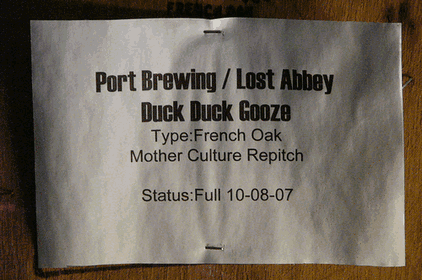 Port Brewing / Lost Abbey
Duck Duck Gooze
Type:French Oak
Mother Culture Repitch
Status:Full 10-08-07